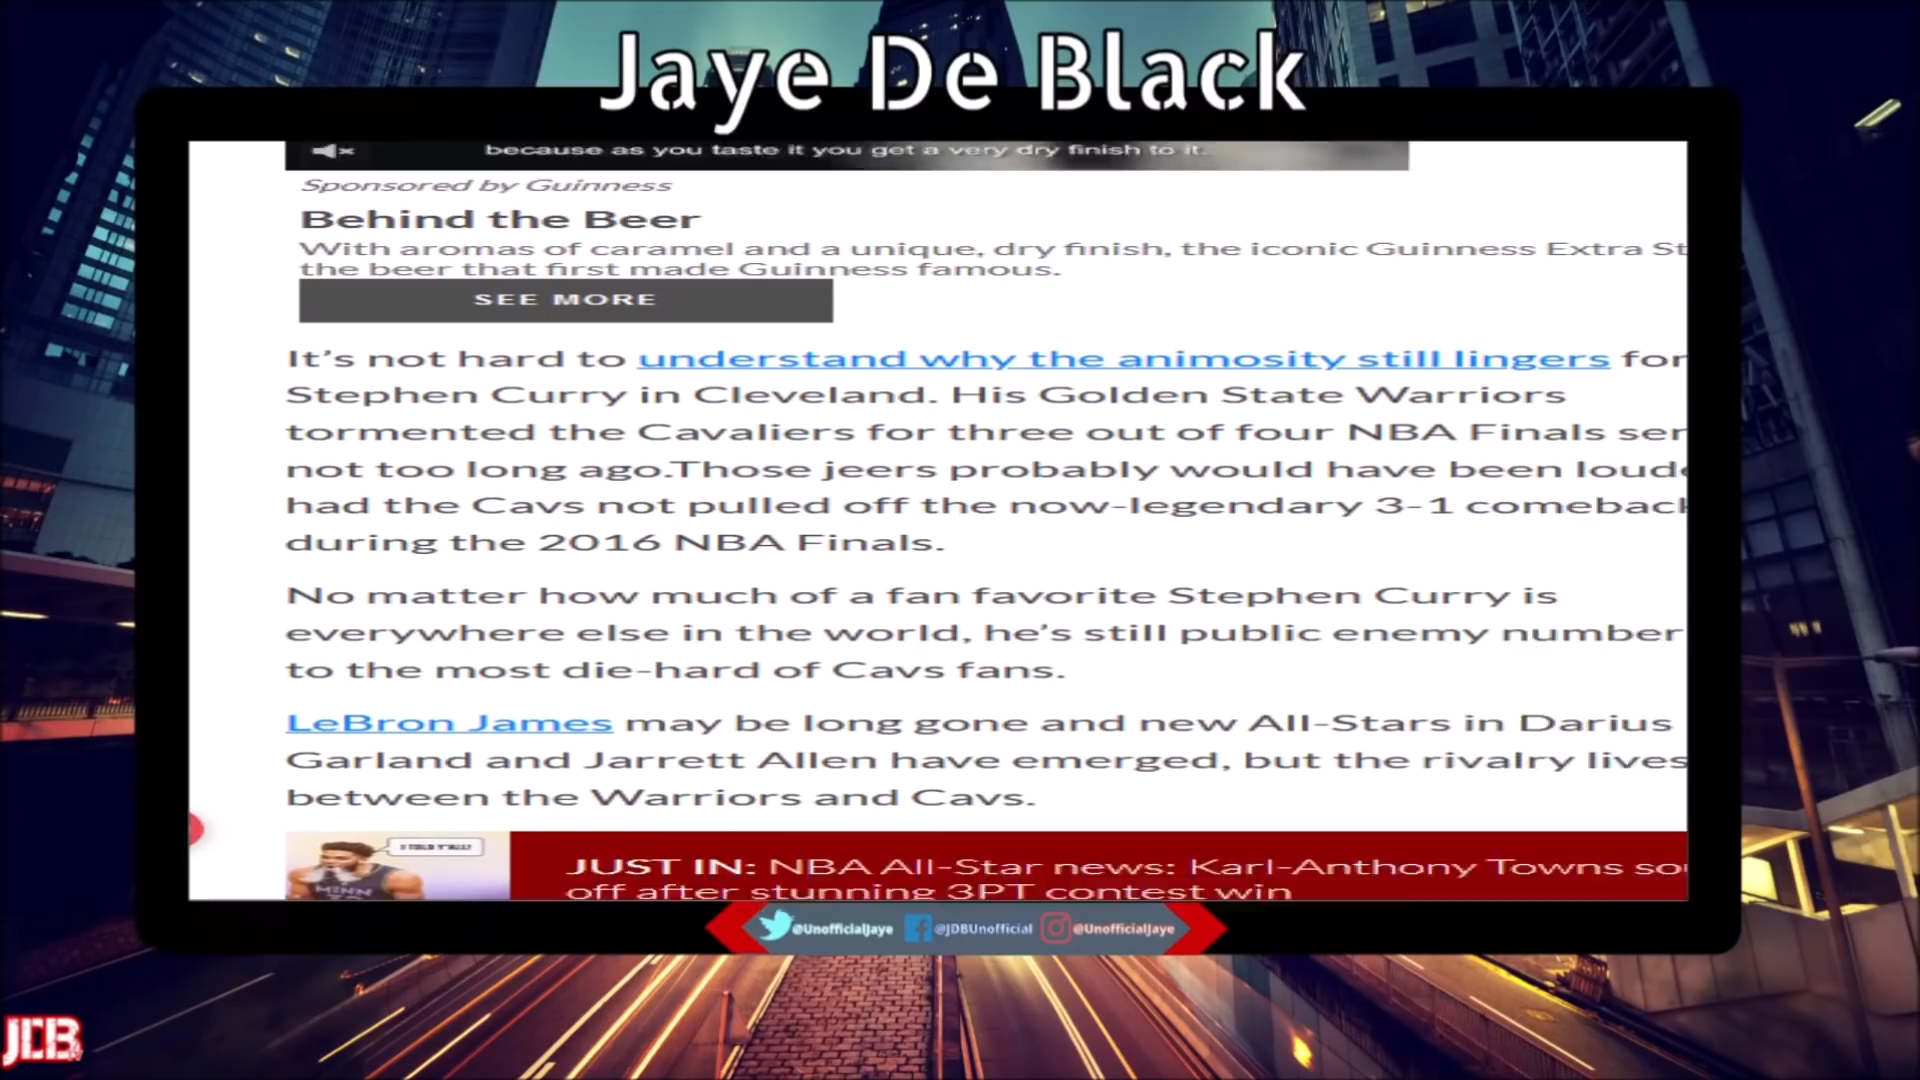 Jaye De Black
because as you taste it you get a very dry finish to it.
Sponsored by Guinness
Behind the Beer
With aromas of caramel and a unique, dry finish, the iconic Guinness Extra St
the beer that first made Guinness famous.
SEE MORE
It's not hard to understand why the animosity still lingers for
Stephen Curry in Cleveland. His Golden State Warriors
tormented the Cavaliers for three out of four NBA Finals ser
not too long ago.Those jeers probably would have been loude
had the Cavs not pulled off the now-legendary 3-1 comeback
during the 2016 NBA Finals.
No matter how much of a fan favorite Stephen Curry is
everywhere else in the world, he's still public enemy number
to the most die-hard of Cavs fans.
LeBron James may be long gone and new All-Stars in Darius
Garland and Jarrett Allen have emerged, but the rivalry lives
between the Warriors and Cavs.
I TOLD Y'ALL!
MINN
JUST IN: NBA All-Star news: Karl-Anthony Towns so
off after stunning 3PT contest win
@UnofficialJaye @JDBUnofficial @UnofficialJaye